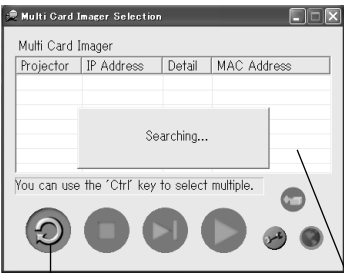 Multi Card Imager Selection
Multi Card Imager
Projector IP Address Detail MAC Address
Searching...
You can use the 'Ctrl' key to select multiple.